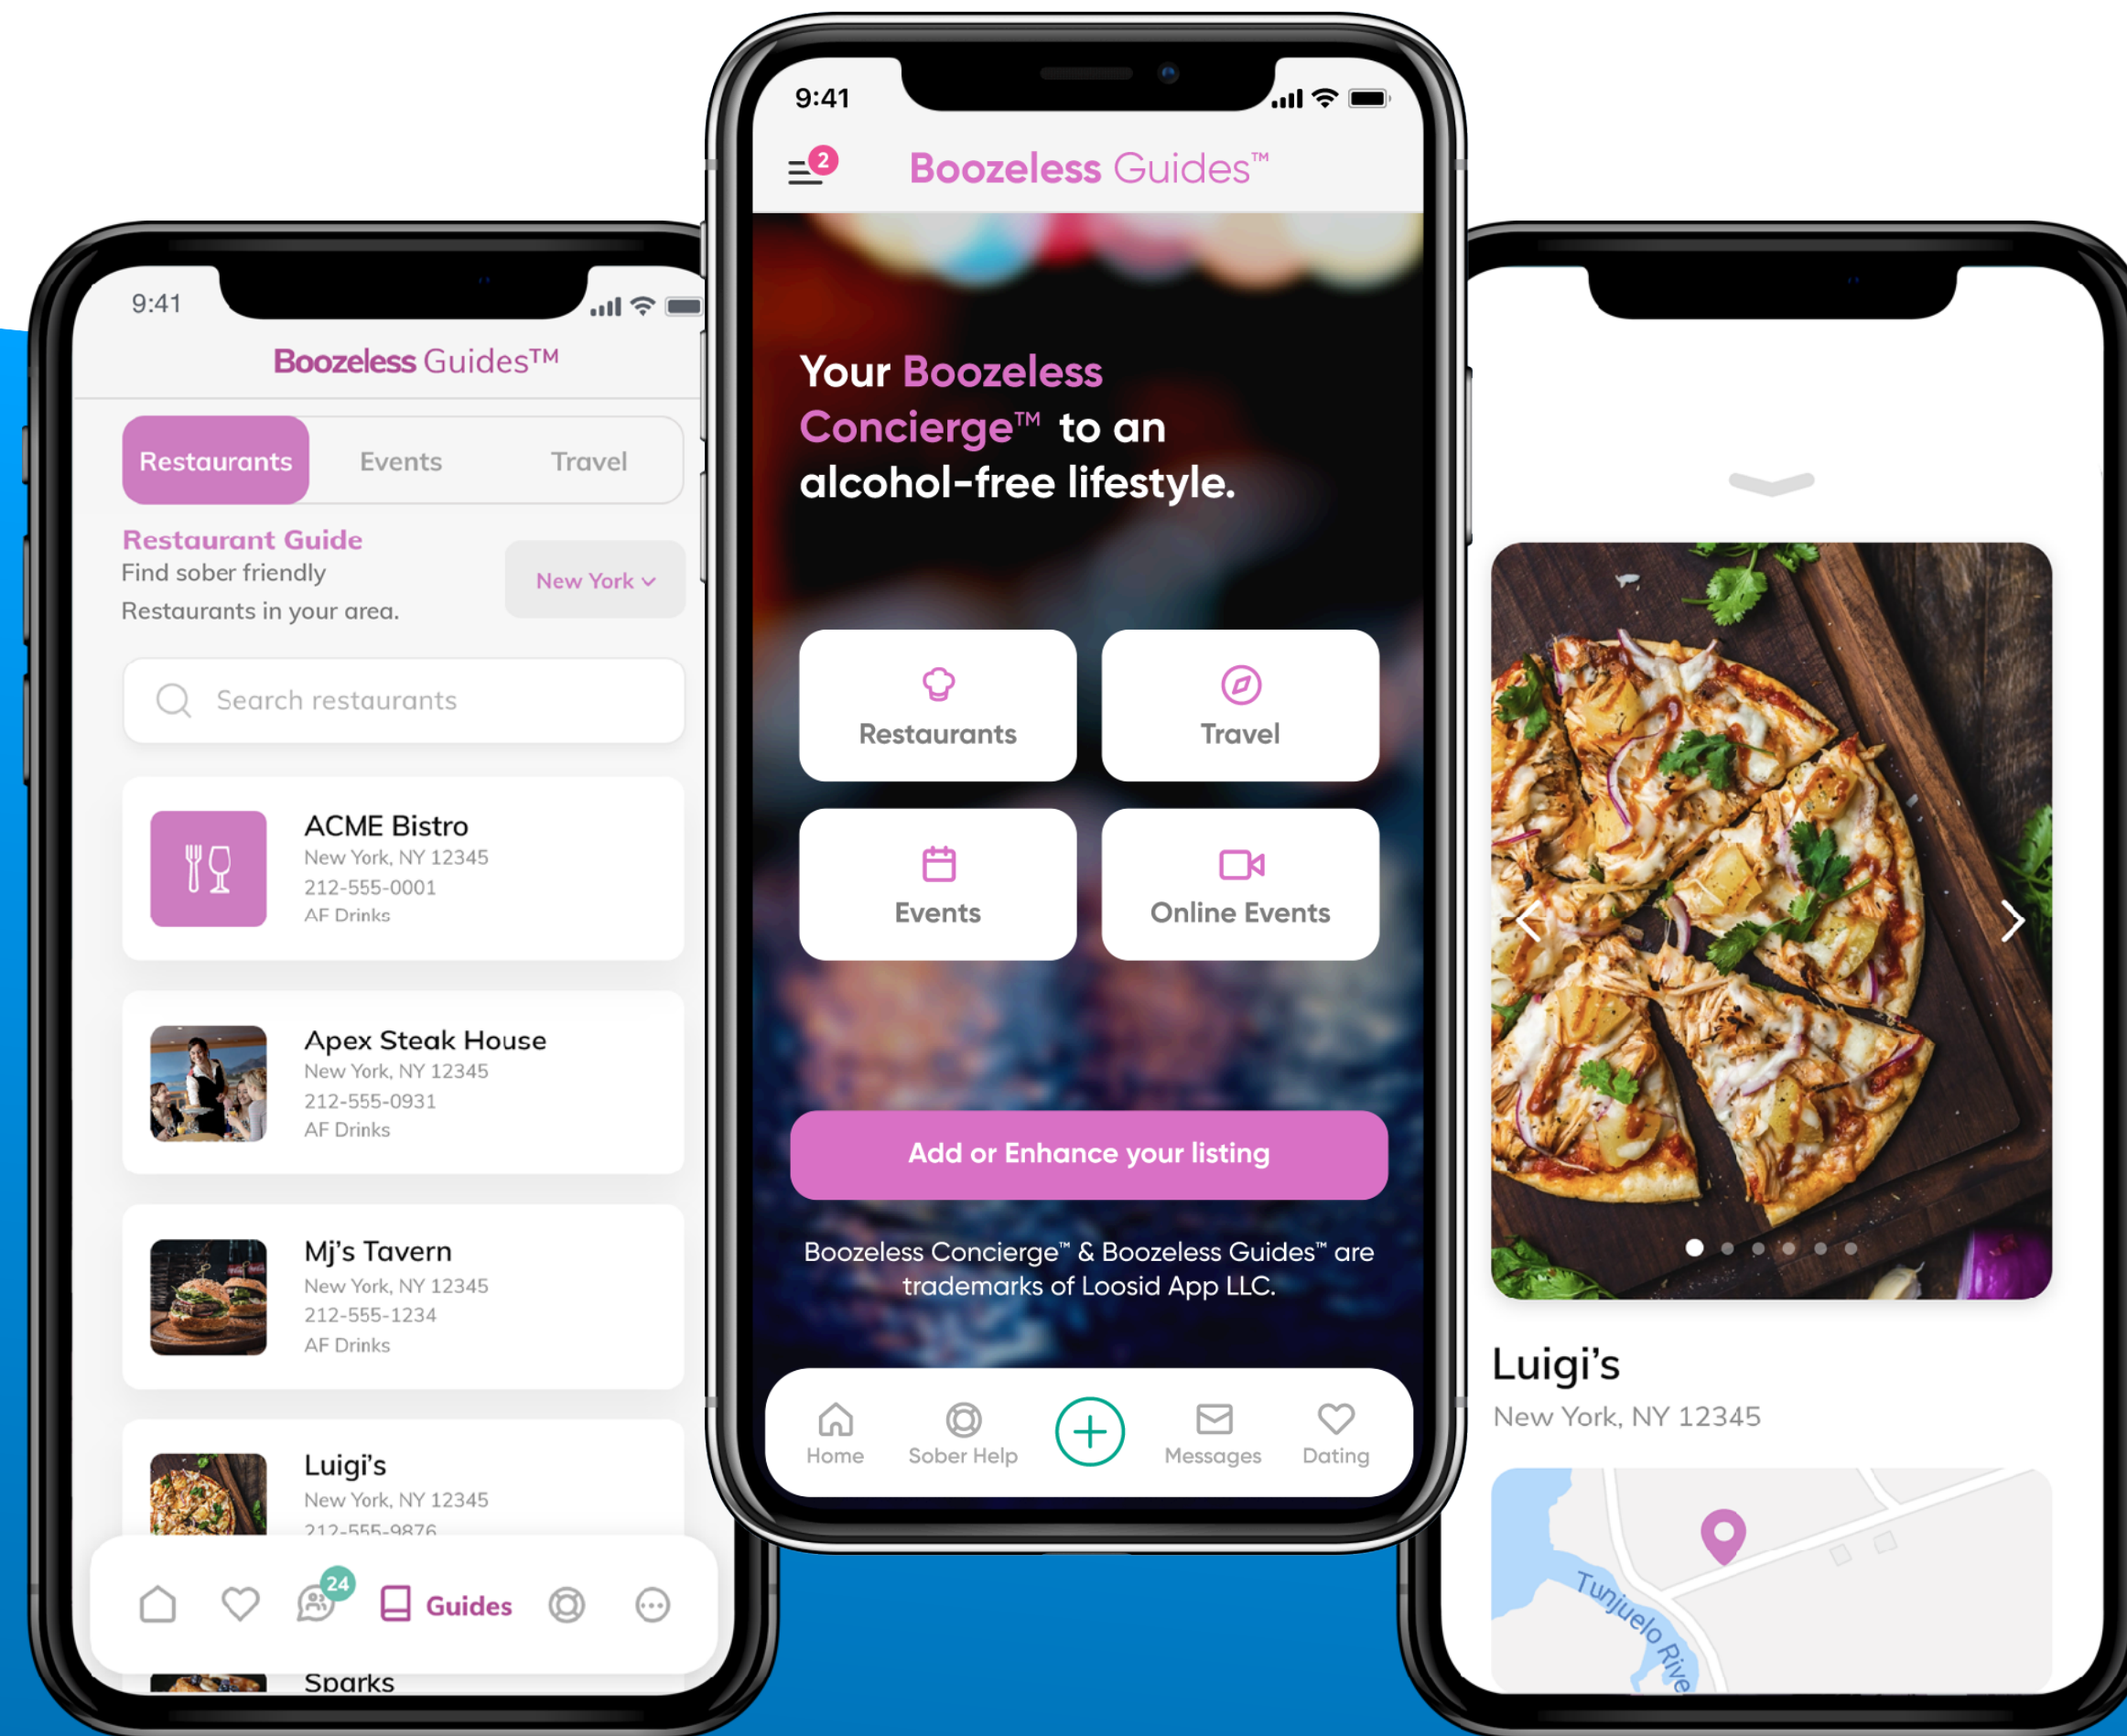 9:41
Boozeless Guides™
Restaurants Events Travel
Restaurant Guide
Find sober friendly
Restaurants in your area.
New York
Search restaurants
ACME Bistro
New York, NY 12345
212-555-0001
AF Drinks
Apex Steak House
New York, NY 12345
212-555-0931
AF Drinks
Mj's Tavern
New York, NY 12345
212-555-1234
AF Drinks
Luigi's
New York, NY 12345
212-555-9876
24
Guides
Sparks
9:41
2
Boozeless Guides™
Your Boozeless
Concierge™ to an
alcohol-free lifestyle.
Restaurants
Travel
Events
Online Events
Add or Enhance your listing
Boozeless Concierge™ & Boozeless Guides™ are
trademarks of Loosid App LLC.
Home Sober Help Messages Dating
Luigi's
New York, NY 12345
Tunjuelo Rive